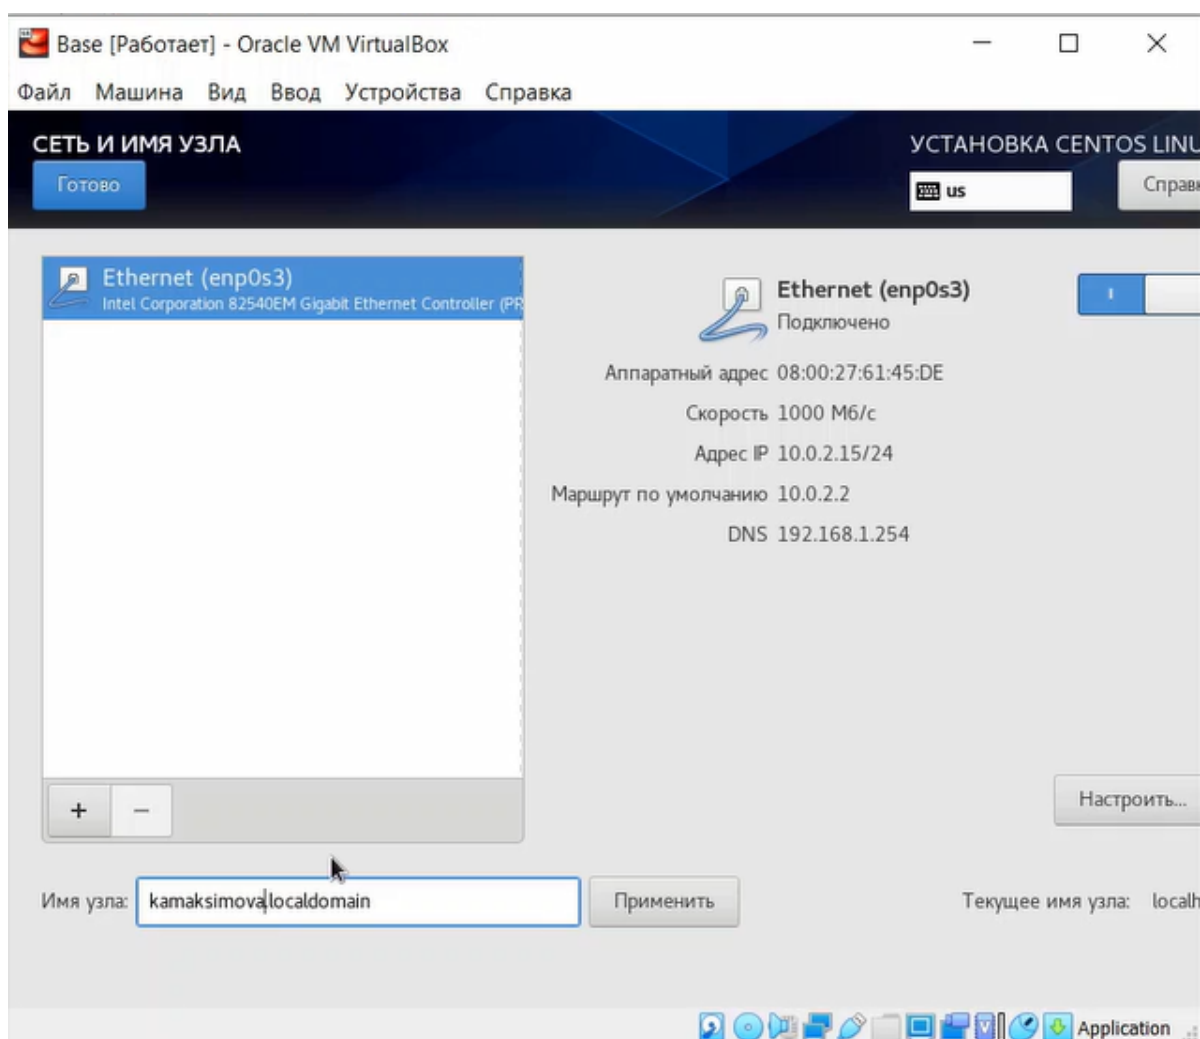 Base [Работает] - Oracle VM VirtualBox
Файл Машина Вид Ввод Устройства Справка
СЕТЬ И ИМЯ УЗЛА
УСТАНОВКА CENTOS LINU
Готово
us
Справк
Ethernet (enp0s3)
Intel Corporation 82540EM Gigabit Ethernet Controller (PR
Ethernet (enp0s3)
Подключено
Аппаратный адрес 08:00:27:61:45:DE
Скорость 1000 Мб/с
Адрес IP 10.0.2.15/24
Маршрут по умолчанию 10.0.2.2
DNS 192.168.1.254
+ −
Настроить...
Имя узла: kamaksimova.localdomain
Применить
Текущее имя узла: localh
Application